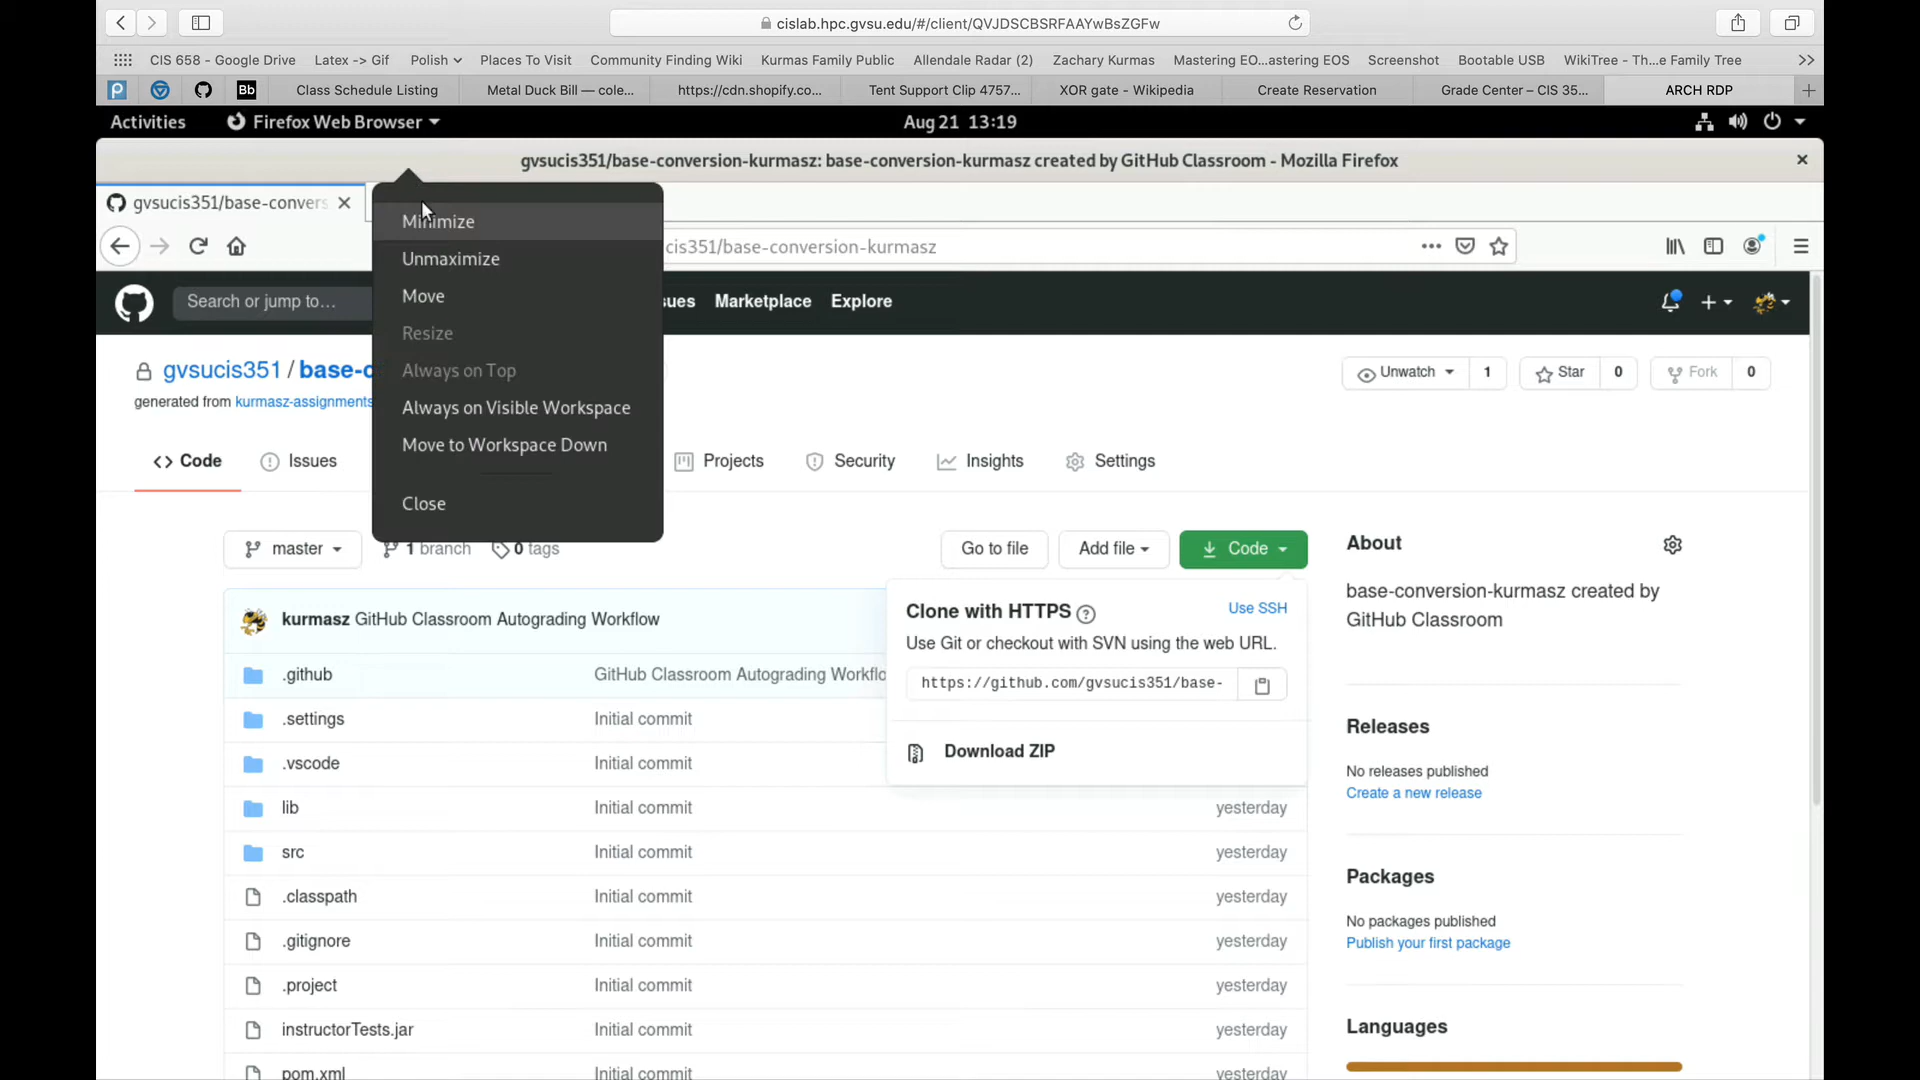 cislab.hpc.gvsu.edu/#/client/QVJDSCBSRFAAYwBsZGFw
CIS 658 - Google Drive Latex -> Gif Polish Places To Visit Community Finding Wiki Kurmas Family Public Allendale Radar (2) Zachary Kurmas Mastering EO...astering EOS Screenshot Bootable USB WikiTree - Th...e Family Tree >>
Bb Class Schedule Listing Metal Duck Bill — cole... https://cdn.shopify.co... Tent Support Clip 4757... XOR gate - Wikipedia Create Reservation Grade Center – CIS 35... ARCH RDP
Activities Firefox Web Browser Aug 21 13:19
gvsucis351/base-conversion-kurmasz: base-conversion-kurmasz created by GitHub Classroom - Mozilla Firefox
gvsucis351/base-convers
Minimize
cis351/base-conversion-kurmasz
Unmaximize
Move
Search or jump to… sues Marketplace Explore
Resize
Always on Top
gvsucis351 / base-c Unwatch 1 Star 0 Fork 0
generated from kurmasz-assignments
Always on Visible Workspace
Move to Workspace Down
Code Issues Projects Security Insights Settings
Close
master 1 branch 0 tags Go to file Add file Code
About
base-conversion-kurmasz created by
GitHub Classroom
Clone with HTTPS Use SSH
Use Git or checkout with SVN using the web URL.
https://github.com/gvsucis351/base-
Download ZIP
kurmasz GitHub Classroom Autograding Workflow
.github GitHub Classroom Autograding Workflo
.settings Initial commit
.vscode Initial commit
lib Initial commit yesterday
src Initial commit yesterday
.classpath Initial commit yesterday
.gitignore Initial commit yesterday
.project Initial commit yesterday
instructorTests.jar Initial commit yesterday
pom.xml Initial commit yesterday
Releases
No releases published
Create a new release
Packages
No packages published
Publish your first package
Languages